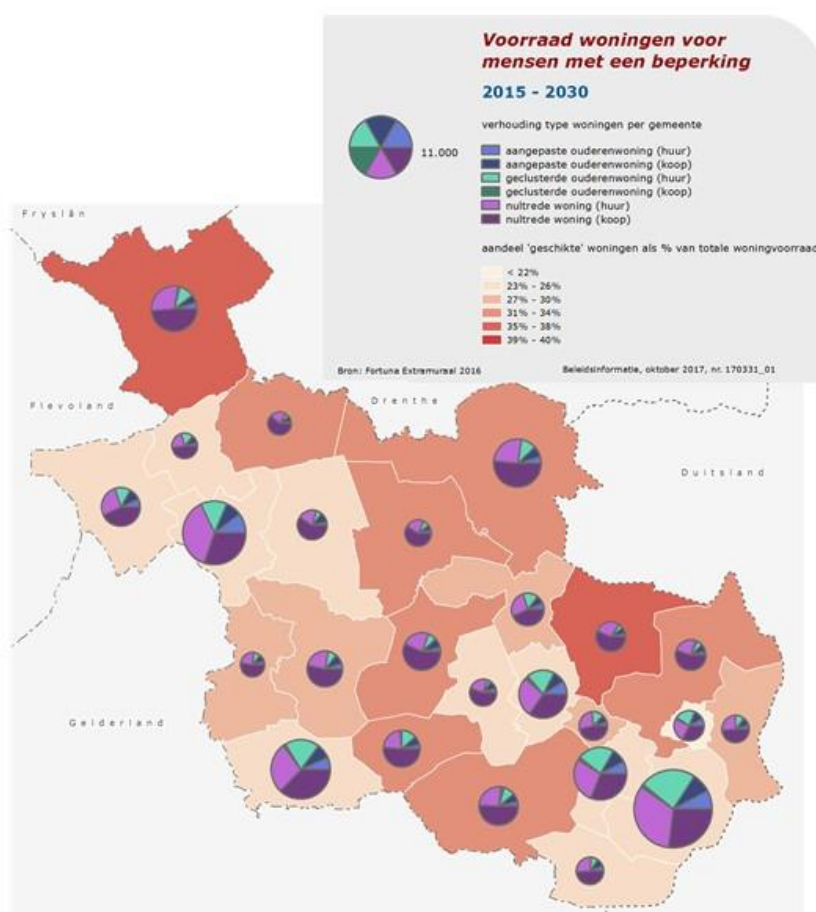 Voorraad woningen voor
mensen met een beperking
2015 - 2030
verhouding type woningen per gemeente
11.000
aangepaste ouderenwoning (huur)
aangepaste ouderenwoning (koop)
geclusterde ouderenwoning (huur)
geclusterde ouderenwoning (koop)
nultrede woning (huur)
nultrede woning (koop)
aandeel 'geschikte' woningen als % van totale woningvoorraad
< 22%
23% - 26%
27% - 30%
31% - 34%
35% - 38%
39% - 40%
Bron: Fortuna Extramuraal 2016
Beleidsinformatie, oktober 2017, nr. 170331_01
Fryslân
Flevoland
Drenthe
Duitsland
Gelderland